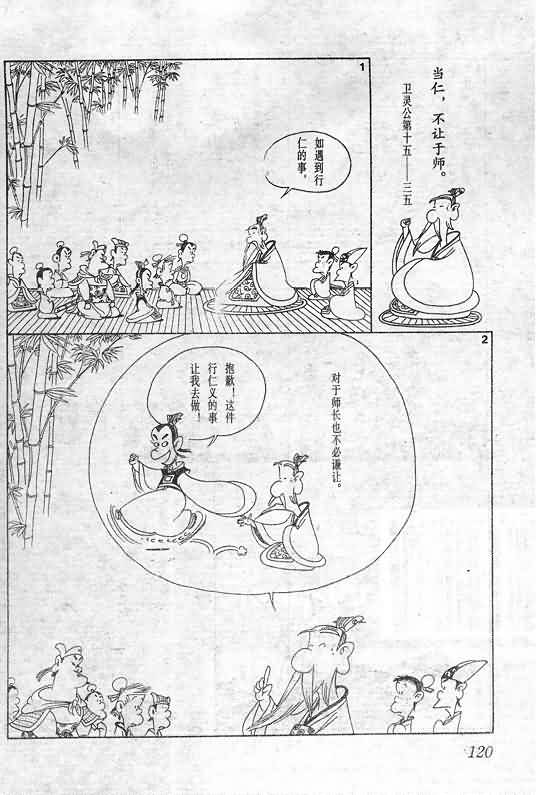 当仁，不让于师。
卫灵公第十五——三五
1
如遇到行
仁的事，
2
对于师长也不必谦让。
抱歉！这件
行仁义的事
让我去做！
120